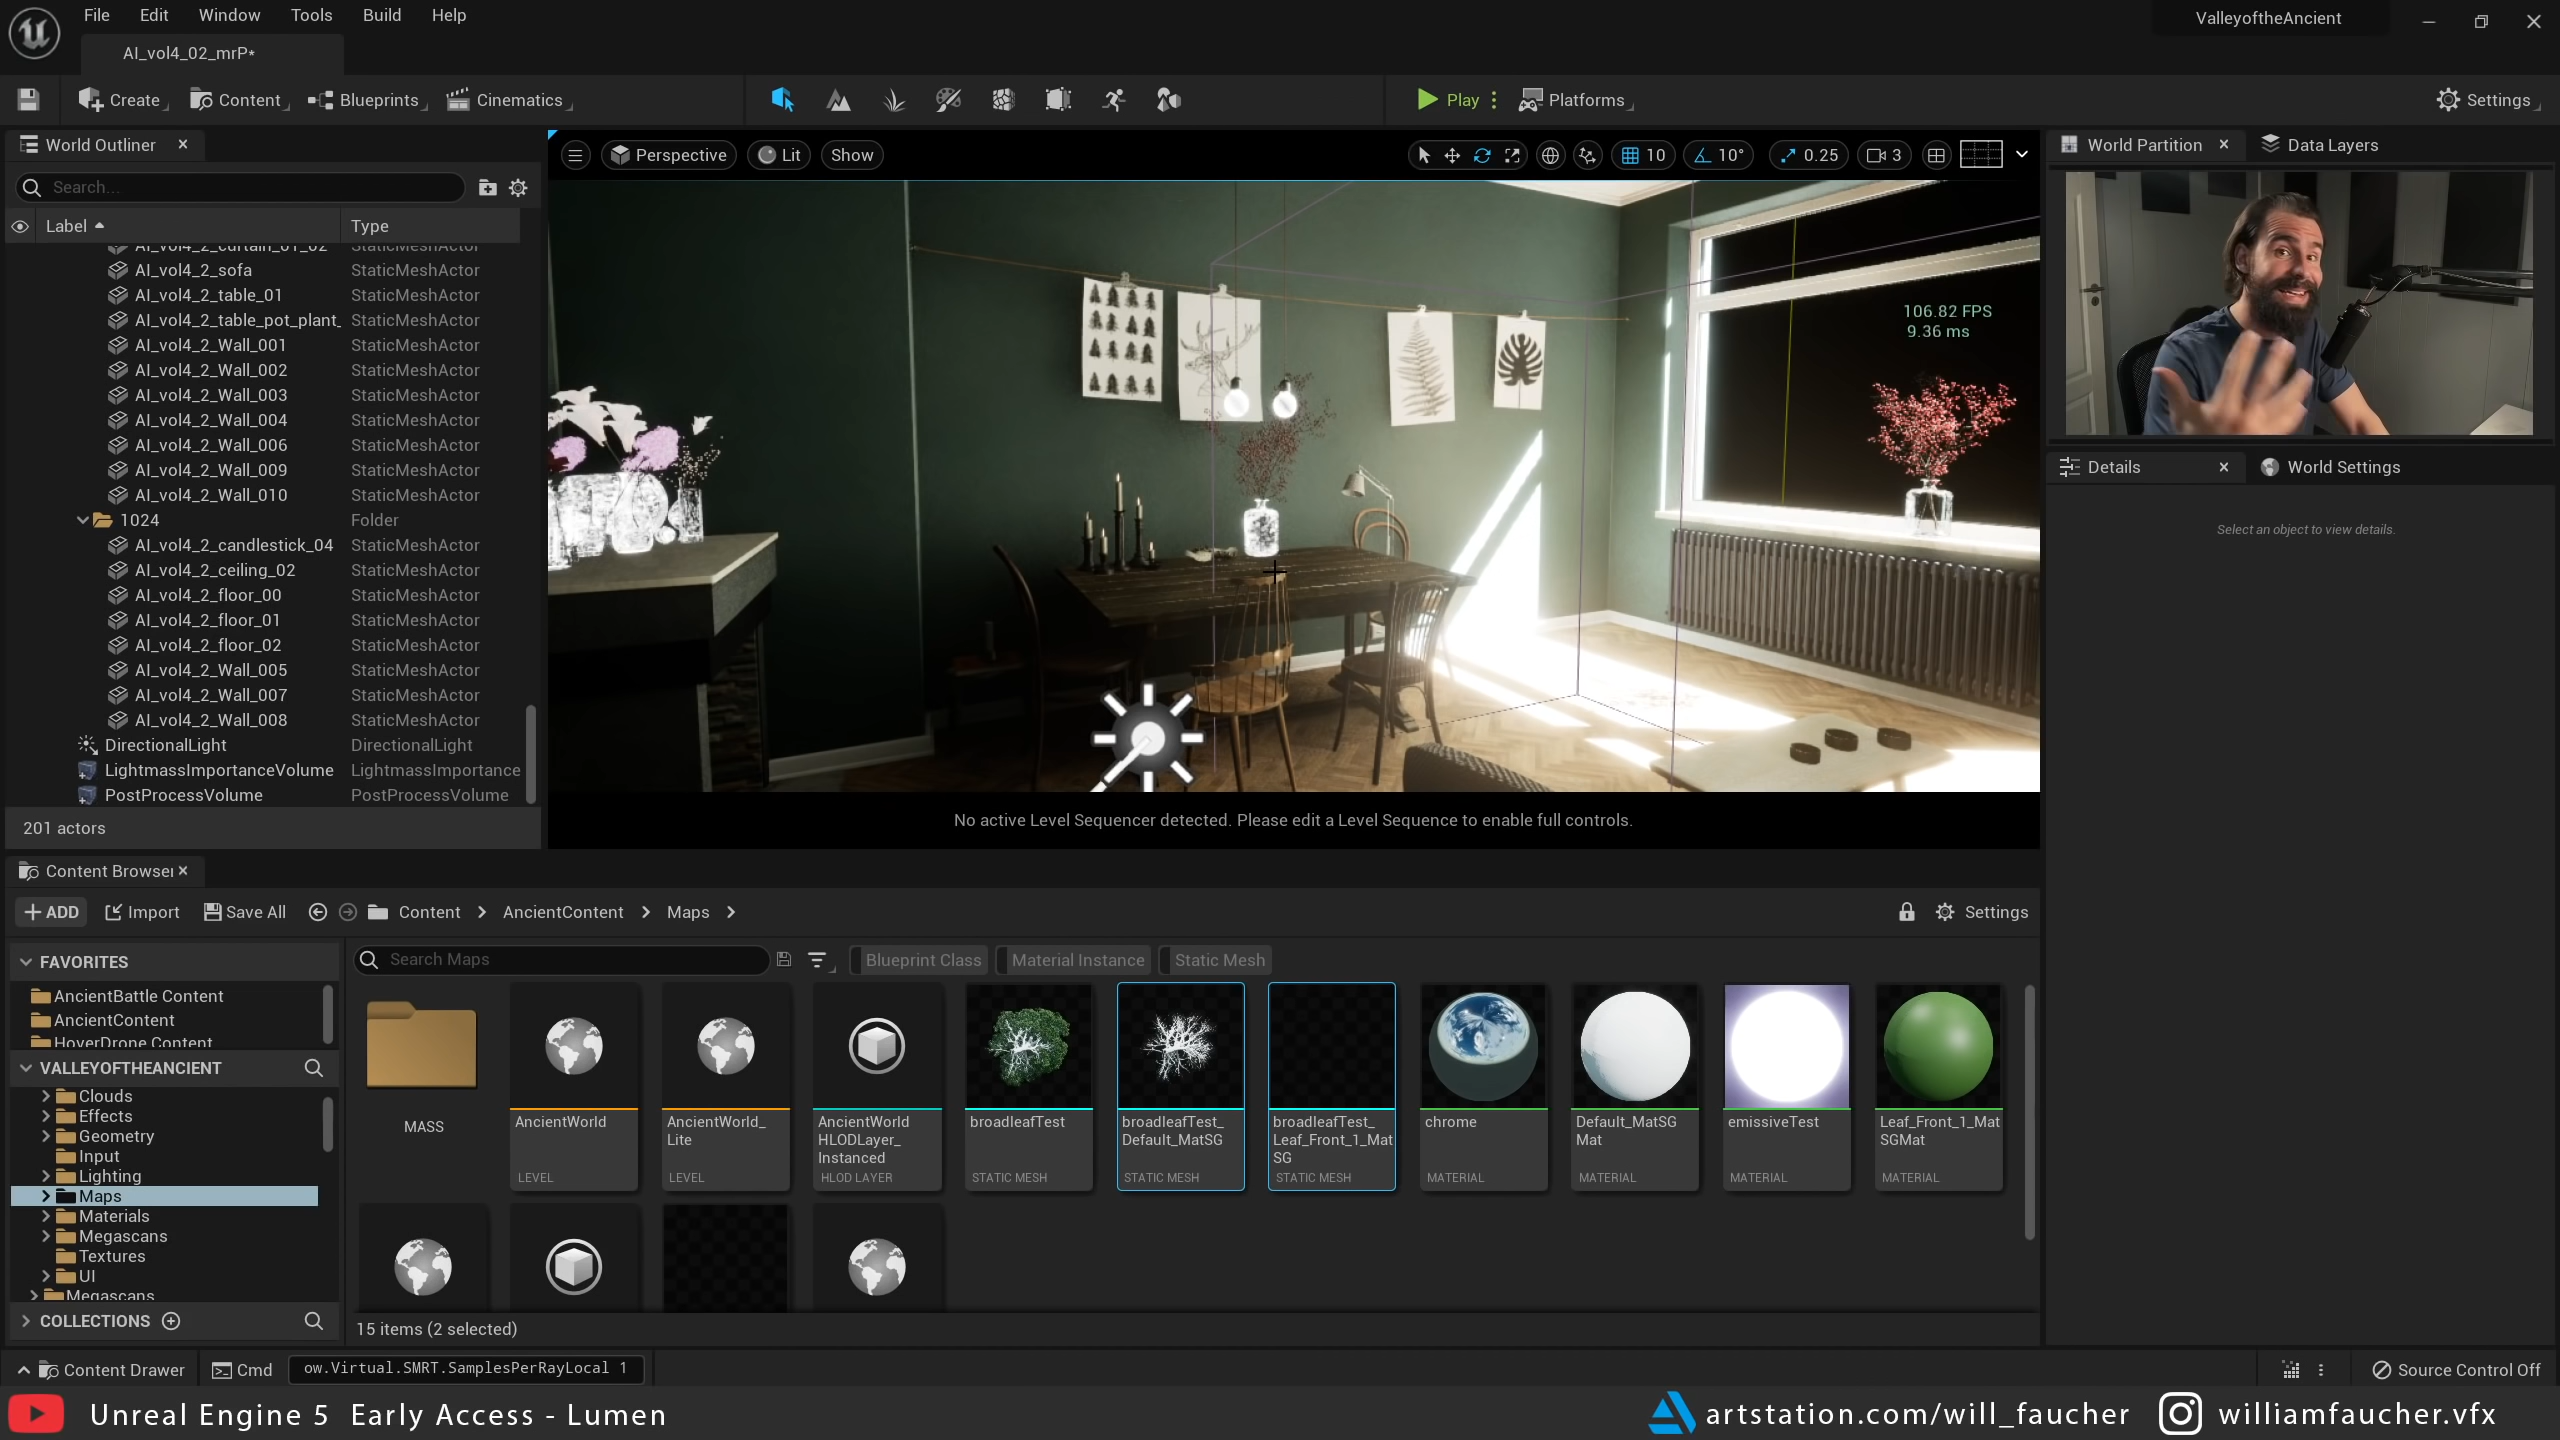 File Edit Window Tools Build Help
ValleyoftheAncient
AI_vol4_02_mrP*
Create
Content
Blueprints
Cinematics
Play
Platforms
Settings
World Outliner
Search...
Label
Type
AI_vol4_2_curtain_01_02 StaticMeshActor
AI_vol4_2_sofa StaticMeshActor
AI_vol4_2_table_01 StaticMeshActor
AI_vol4_2_table_pot_plant_ StaticMeshActor
AI_vol4_2_Wall_001 StaticMeshActor
AI_vol4_2_Wall_002 StaticMeshActor
AI_vol4_2_Wall_003 StaticMeshActor
AI_vol4_2_Wall_004 StaticMeshActor
AI_vol4_2_Wall_006 StaticMeshActor
AI_vol4_2_Wall_009 StaticMeshActor
AI_vol4_2_Wall_010 StaticMeshActor
1024 Folder
AI_vol4_2_candlestick_04 StaticMeshActor
AI_vol4_2_ceiling_02 StaticMeshActor
AI_vol4_2_floor_00 StaticMeshActor
AI_vol4_2_floor_01 StaticMeshActor
AI_vol4_2_floor_02 StaticMeshActor
AI_vol4_2_Wall_005 StaticMeshActor
AI_vol4_2_Wall_007 StaticMeshActor
AI_vol4_2_Wall_008 StaticMeshActor
DirectionalLight DirectionalLight
LightmassImportanceVolume LightmassImportance
PostProcessVolume PostProcessVolume
201 actors
Perspective
Lit
Show
10
10°
0.25
3
106.82 FPS
9.36 ms
No active Level Sequencer detected. Please edit a Level Sequence to enable full controls.
World Partition
Data Layers
Details
World Settings
Select an object to view details.
Content Browser
ADD
Import
Save All
Content
AncientContent
Maps
Settings
FAVORITES
AncientBattle Content
AncientContent
HoverDrone Content
VALLEYOFTHEANCIENT
Clouds
Effects
Geometry
Input
Lighting
Maps
Materials
Megascans
Textures
UI
Megascans
COLLECTIONS
Search Maps
Blueprint Class
Material Instance
Static Mesh
MASS
AncientWorld
LEVEL
AncientWorld_
Lite
LEVEL
AncientWorld
HLODLayer_
Instanced
HLOD LAYER
broadleafTest
STATIC MESH
broadleafTest_
Default_MatSG
STATIC MESH
broadleafTest_
Leaf_Front_1_Mat
SG
STATIC MESH
chrome
MATERIAL
Default_MatSG
Mat
MATERIAL
emissiveTest
MATERIAL
Leaf_Front_1_Mat
SGMat
MATERIAL
15 items (2 selected)
Content Drawer
Cmd
ow.Virtual.SMRT.SamplesPerRayLocal 1
Source Control Off
Unreal Engine 5 Early Access - Lumen
artstation.com/will_faucher
williamfaucher.vfx